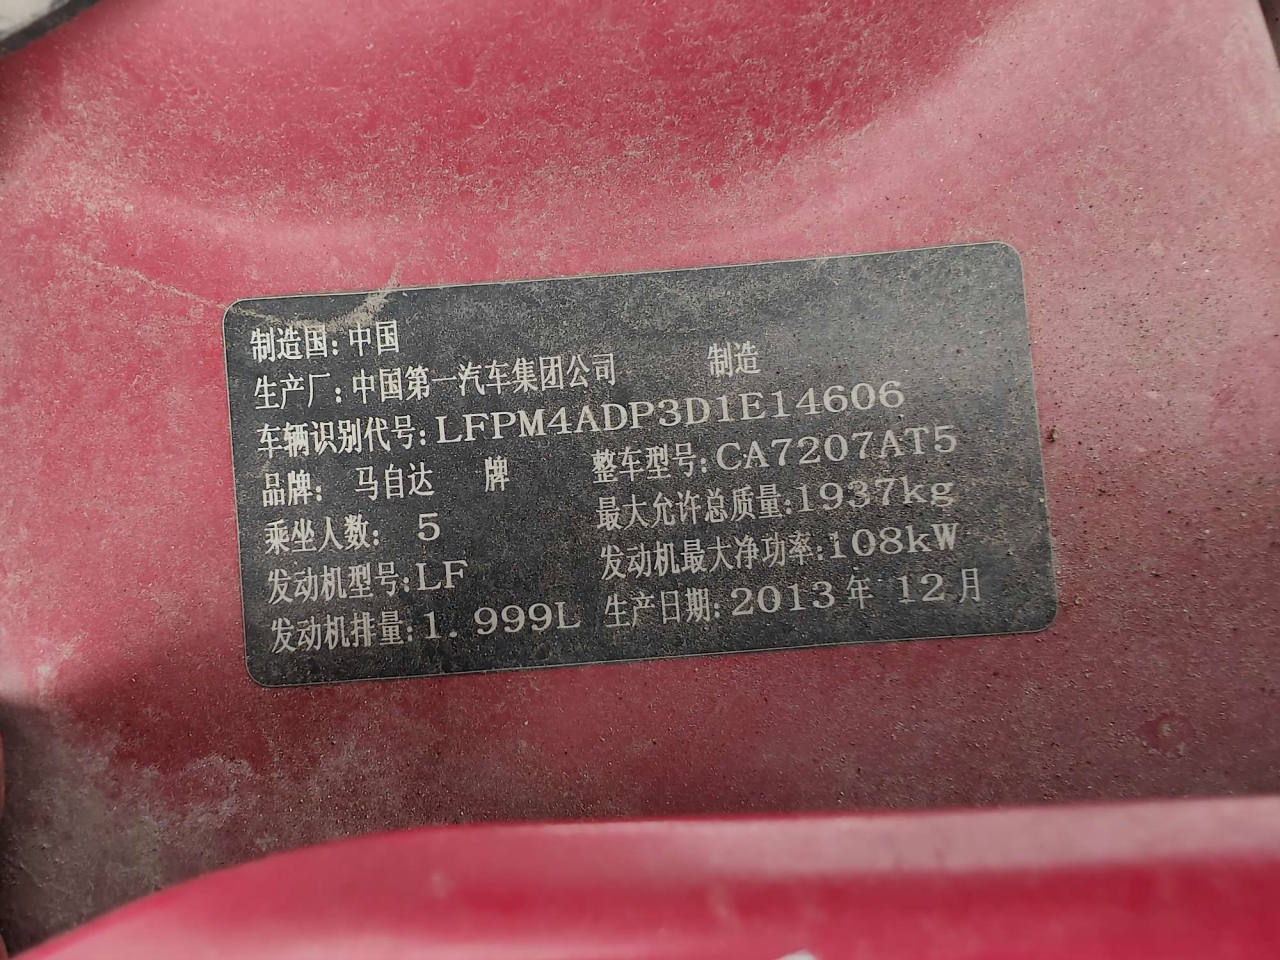 制造国:中国
生产厂:中国第一汽车集团公司 制造
车辆识别代号:LFPM4ADP3D1E14606
品牌: 马自达 牌 整车型号:CA7207AT5
乘坐人数: 5 最大允许总质量:1937kg
发动机型号:LF 发动机最大净功率:108kW
发动机排量:1.999L 生产日期:2013年 12月